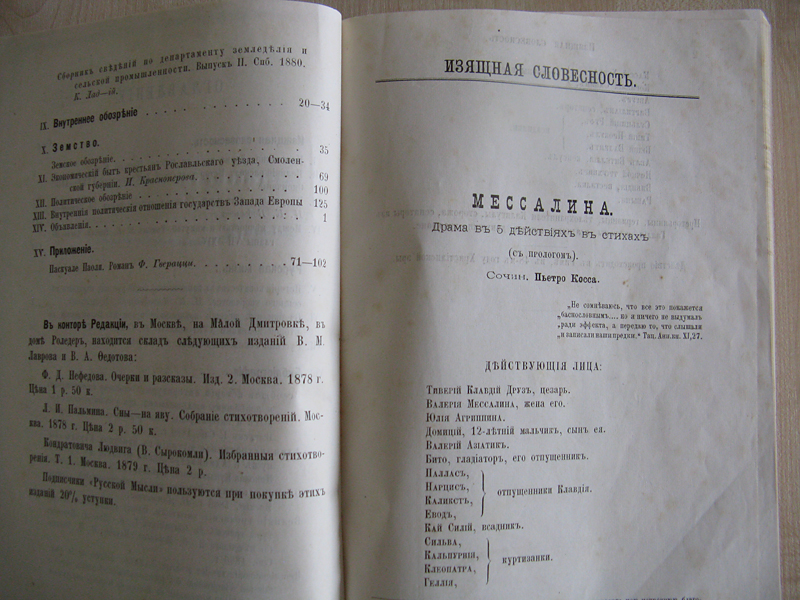 Сборникъ свѣдѣній по департаменту земледѣлія и
сельской промышленности. Выпускъ II. Спб. 1880.
К. Лад—ій. 20—34
IX. Внутреннее обозрѣніе
X. Земство.
Земское обозрѣніе. 35
XI. Экономическій бытъ крестьянъ Рославльскаго уѣзда, Смолен-
ской губерніи. И. Красноперова. 69
XII. Политическое обозрѣніе 100
XIII. Внутреннія политическія отношенія государствъ Запада Европы 125
XIV. Объявленія. 1
XV. Приложеніе.
Паскуале Паоли. Романъ Ф. Гверацци. 71—102
Въ конторѣ Редакціи, въ Москвѣ, на Малой Дмитровкѣ, въ
домѣ Роледеръ, находится складъ слѣдующихъ изданій В. М.
Лаврова и В. А. Ѳедотова:
Ф. Д. Нефедова. Очерки и разсказы. Изд. 2. Москва. 1878 г.
Цѣна 1 р. 50 к.
Л. И. Пальмина. Сны—на яву. Собраніе стихотвореній. Мос-
ква. 1878 г. Цѣна 2 р. 50 к.
Кондратовича Людвига (В. Сырокомли). Избранныя стихотво-
ренія. Т. 1. Москва. 1879 г. Цѣна 2 р.
Подписчики «Русской Мысли» пользуются при покупкѣ этихъ
изданій 20% уступки.
ИЗЯЩНАЯ СЛОВЕСНОСТЬ.
МЕССАЛИНА.
Драма въ 5 дѣйствіяхъ въ стихахъ
(съ прологомъ).
Сочин. Пьетро Косса.
„Не сомнѣваюсь, что все это покажется
„баснословнымъ.... но я ничего не выдумалъ
„ради эффекта, а передаю то, что слышали
„и записали наши предки.“ Тац. Анн. кн. XI, 27.
ДѢЙСТВУЮЩІЯ ЛИЦА:
Тиверій Клавдій Друзъ, цезарь.
Валерія Мессалина, жена его.
Юлія Агриппина.
Домицій, 12-лѣтній мальчикъ, сынъ ея.
Валерій Азіатикъ.
Бито, гладіаторъ, его отпущенникъ.
Палласъ,
Нарцисъ,
Каликстъ,
Еводъ,
отпущенники Клавдія.
Кай Силій, всадникъ.
Сильва,
Кальпурнія,
Клеопатра,
Геллія,
куртизанки.